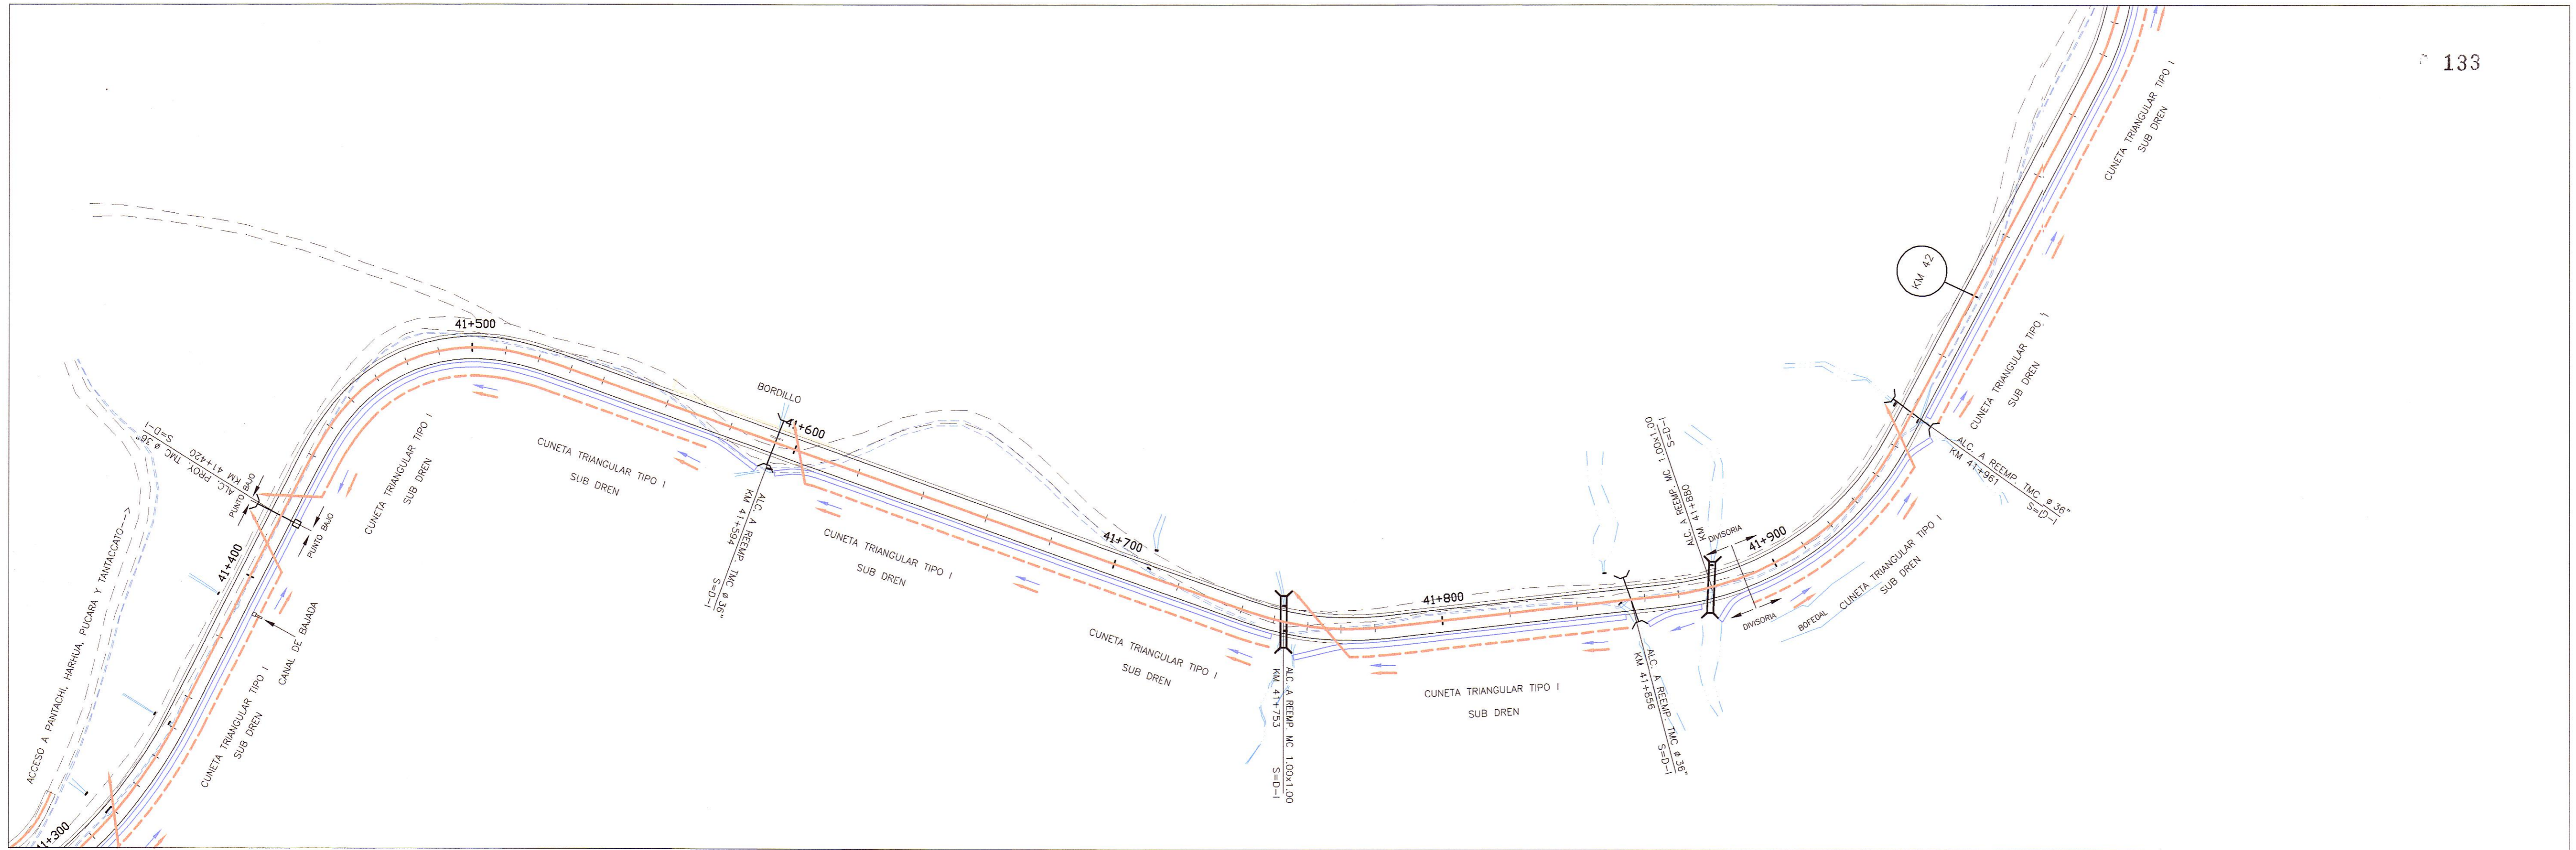 133
ACCESO A PANTACHI, HARHUA, PUCARA Y TANTACCATO
41+400
CUNETA TRIANGULAR TIPO I
SUB DREN
CANAL DE BAJADA
ALC. PROY. TMC ø 36"
KM 41+420
S=D-I
PUNTO BAJO
PUNTO BAJO
CUNETA TRIANGULAR TIPO I
SUB DREN
41+500
CUNETA TRIANGULAR TIPO I
SUB DREN
BORDILLO
41+600
ALC. A REEMP. TMC ø 36"
KM 41+594
S=D-I
CUNETA TRIANGULAR TIPO I
SUB DREN
41+700
CUNETA TRIANGULAR TIPO I
SUB DREN
ALC. A REEMP. MC 1.00x1.00
KM 41+753
S=D-I
41+800
CUNETA TRIANGULAR TIPO I
SUB DREN
ALC. A REEMP. TMC ø 36"
KM 41+856
S=D-I
ALC. A REEMP. MC 1.00x1.00
KM 41+880
S=D-I
DIVISORIA
DIVISORIA
41+900
BOFEDAL
CUNETA TRIANGULAR TIPO I
SUB DREN
ALC. A REEMP. TMC ø 36"
KM 41+961
S=D-I
CUNETA TRIANGULAR TIPO I
SUB DREN
KM 42
CUNETA TRIANGULAR TIPO I
SUB DREN